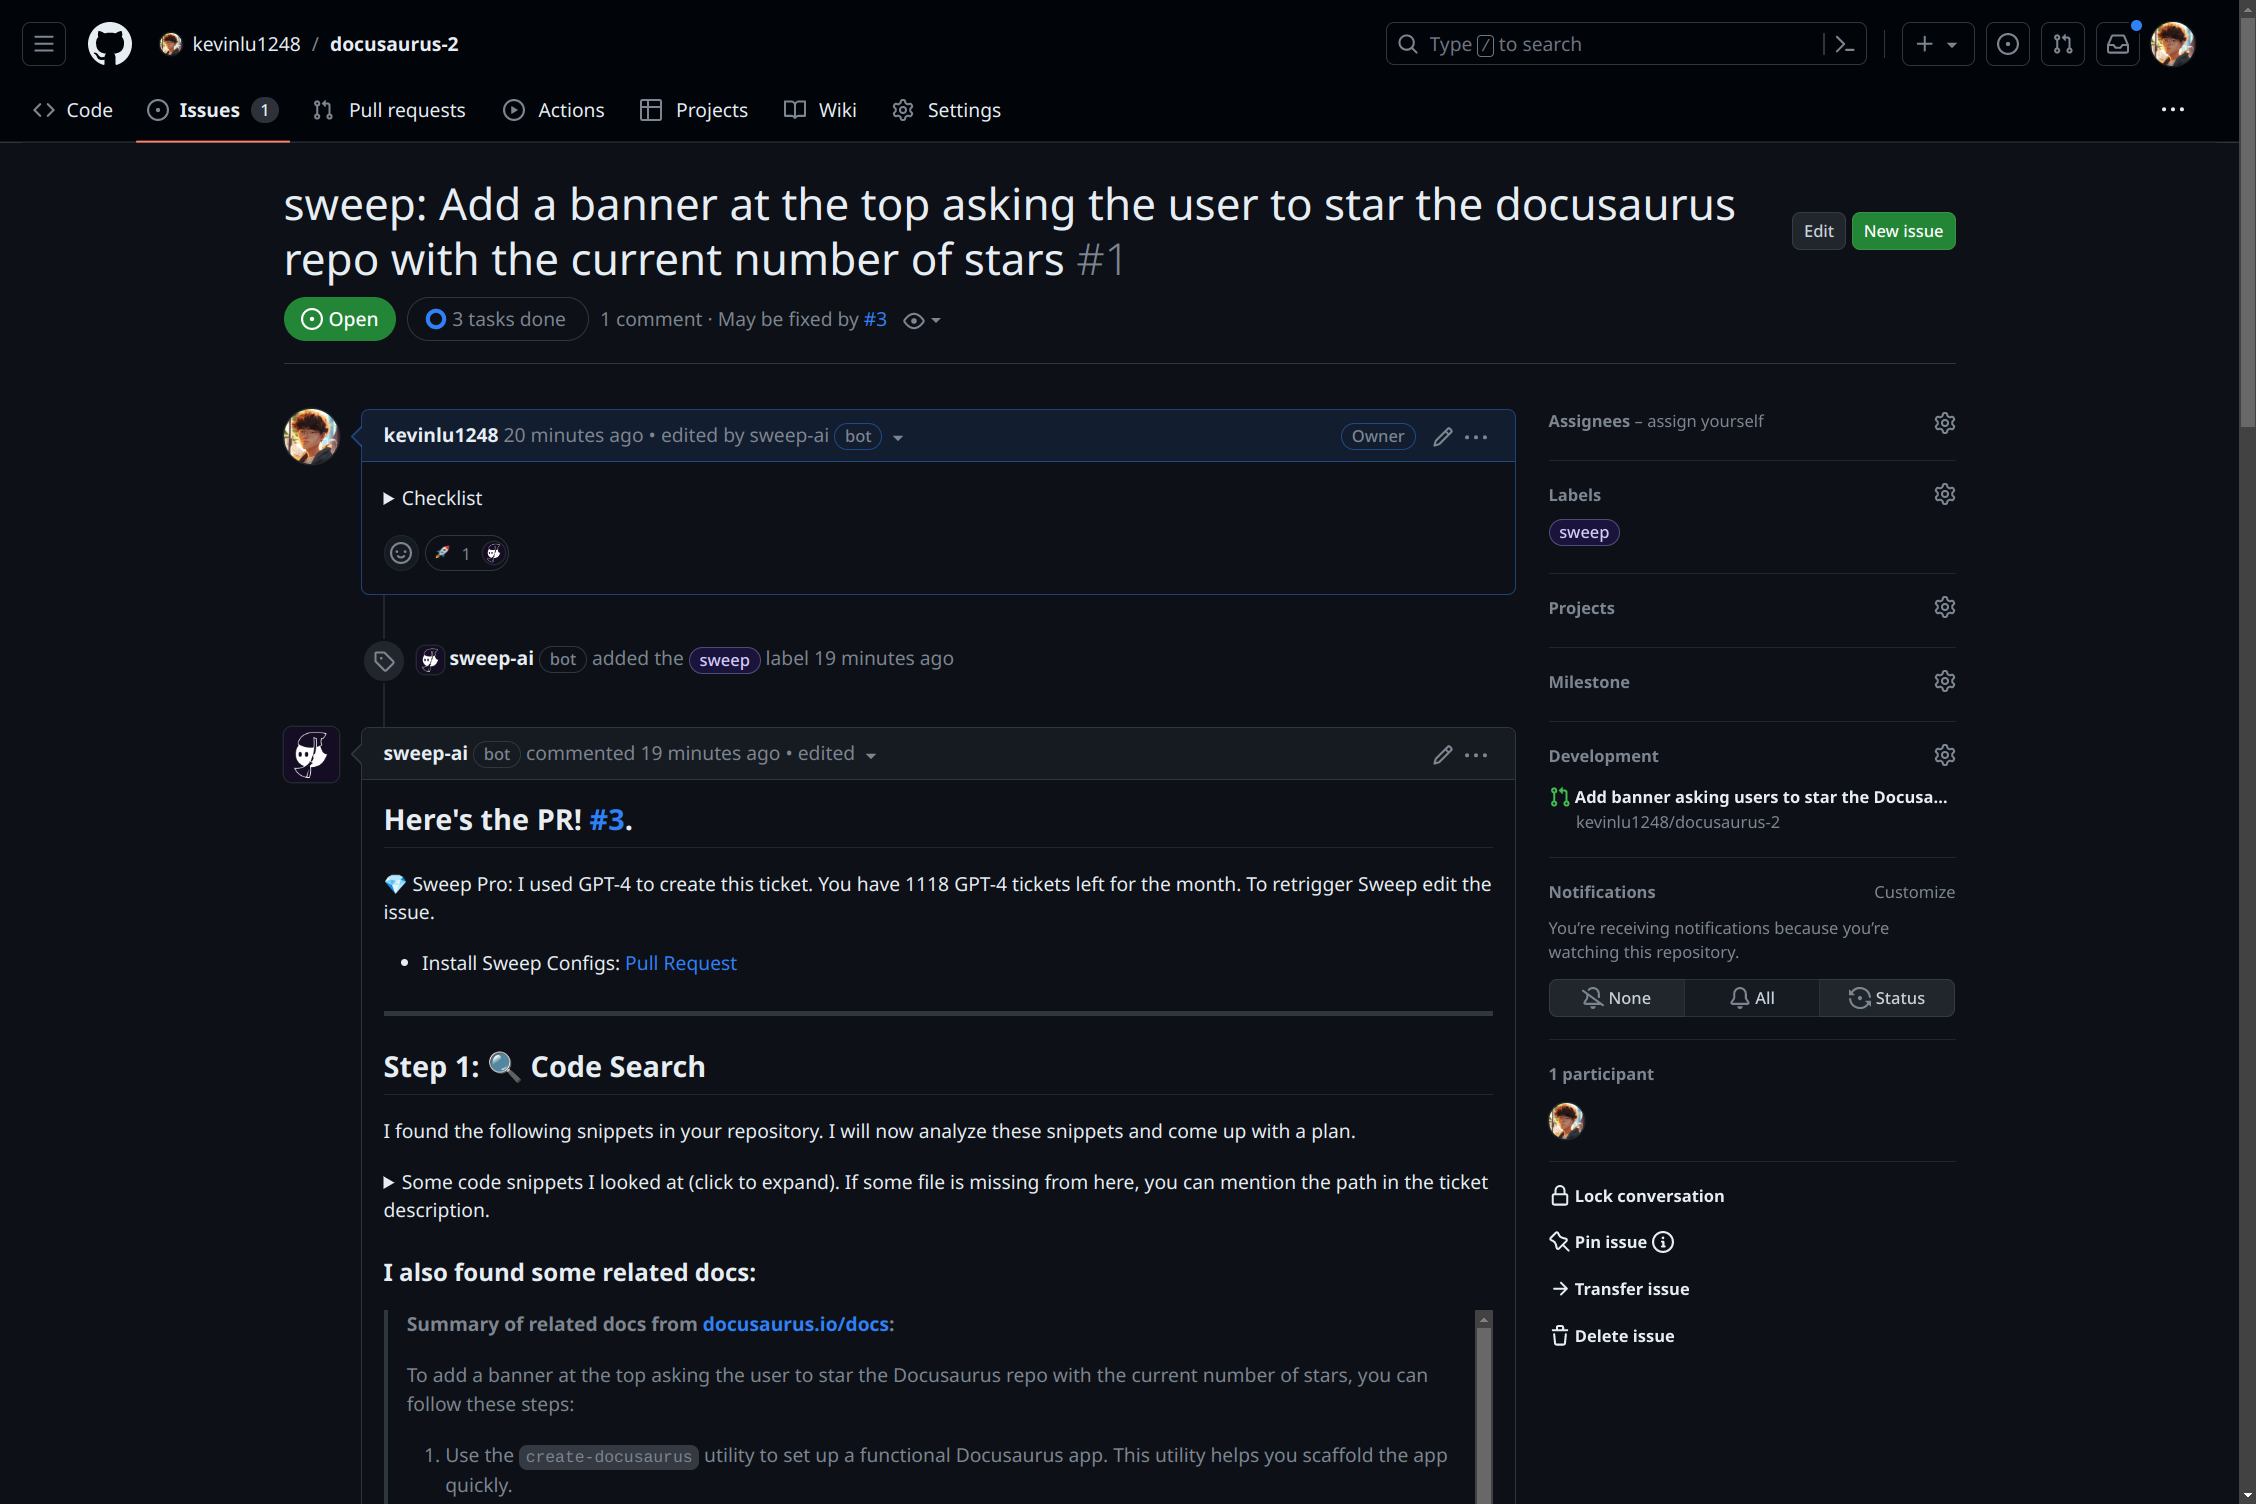 kevinlu1248 / docusaurus-2
Type / to search
Code
Issues 1
Pull requests
Actions
Projects
Wiki
Settings
sweep: Add a banner at the top asking the user to star the docusaurus
repo with the current number of stars #1
Edit
New issue
Open
3 tasks done
1 comment · May be fixed by #3
kevinlu1248 20 minutes ago • edited by sweep-ai bot
Owner
Checklist
1
sweep-ai bot added the sweep label 19 minutes ago
sweep-ai bot commented 19 minutes ago • edited
Here's the PR! #3.
💎 Sweep Pro: I used GPT-4 to create this ticket. You have 1118 GPT-4 tickets left for the month. To retrigger Sweep edit the
issue.
• Install Sweep Configs: Pull Request
Step 1: 🔍 Code Search
I found the following snippets in your repository. I will now analyze these snippets and come up with a plan.
Some code snippets I looked at (click to expand). If some file is missing from here, you can mention the path in the ticket
description.
I also found some related docs:
Summary of related docs from docusaurus.io/docs:
To add a banner at the top asking the user to star the Docusaurus repo with the current number of stars, you can
follow these steps:
1. Use the create-docusaurus utility to set up a functional Docusaurus app. This utility helps you scaffold the app
quickly.
Assignees – assign yourself
Labels
sweep
Projects
Milestone
Development
Add banner asking users to star the Docusa...
kevinlu1248/docusaurus-2
Notifications
Customize
You're receiving notifications because you're
watching this repository.
None
All
Status
1 participant
Lock conversation
Pin issue
Transfer issue
Delete issue